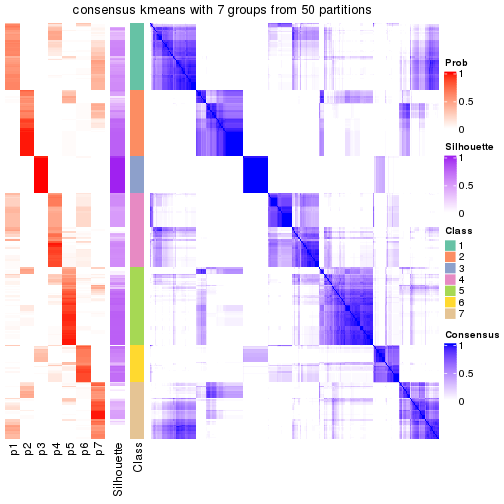 consensus kmeans with 7 groups from 50 partitions
Prob
1
0.5
0
Silhouette
1
0.5
0
Class
1
2
3
4
5
6
7
Consensus
1
0.5
0
p1
p2
p3
p4
p5
p6
p7
Silhouette
Class